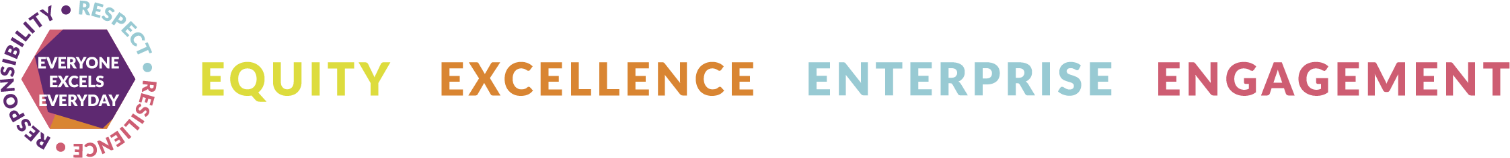 RESPONSIBILITY • RESPECT • RESILIENCE •
EVERYONE
EXCELS
EVERYDAY
EQUITY EXCELLENCE ENTERPRISE ENGAGEMENT